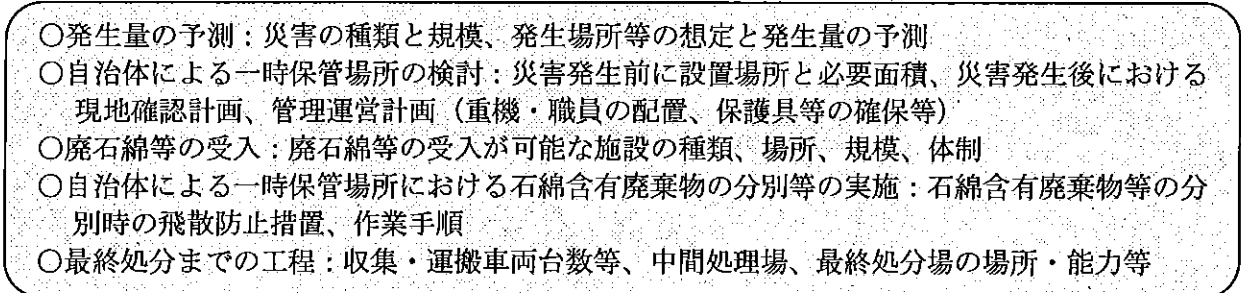 ○発生量の予測：災害の種類と規模、発生場所等の想定と発生量の予測
○自治体による一時保管場所の検討：災害発生前に設置場所と必要面積、災害発生後における
現地確認計画、管理運営計画（重機・職員の配置、保護具等の確保等）
○廃石綿等の受入：廃石綿等の受入が可能な施設の種類、場所、規模、体制
○自治体による一時保管場所における石綿含有廃棄物の分別等の実施：石綿含有廃棄物等の分
別時の飛散防止措置、作業手順
○最終処分までの工程：収集・運搬車両台数等、中間処理場、最終処分場の場所・能力等